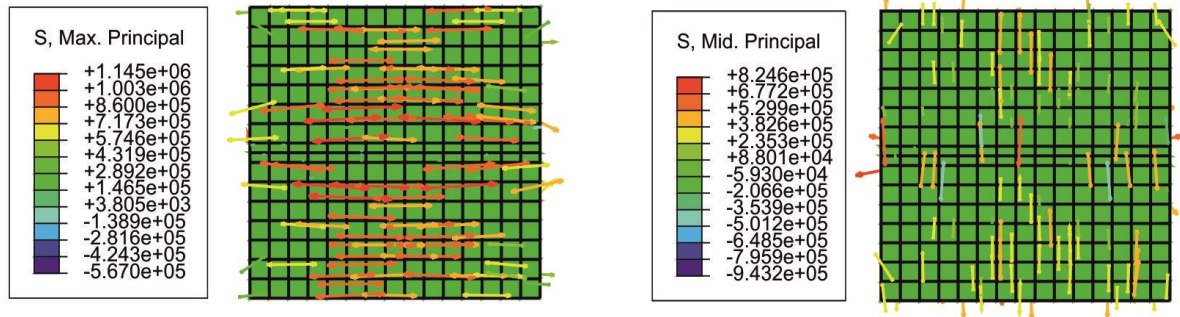 S, Max. Principal
+1.145e+06
+1.003e+06
+8.600e+05
+7.173e+05
+5.746e+05
+4.319e+05
+2.892e+05
+1.465e+05
+3.805e+03
-1.389e+05
-2.816e+05
-4.243e+05
-5.670e+05
S, Mid. Principal
+8.246e+05
+6.772e+05
+5.299e+05
+3.826e+05
+2.353e+05
+8.801e+04
-5.930e+04
-2.066e+05
-3.539e+05
-5.012e+05
-6.485e+05
-7.959e+05
-9.432e+05